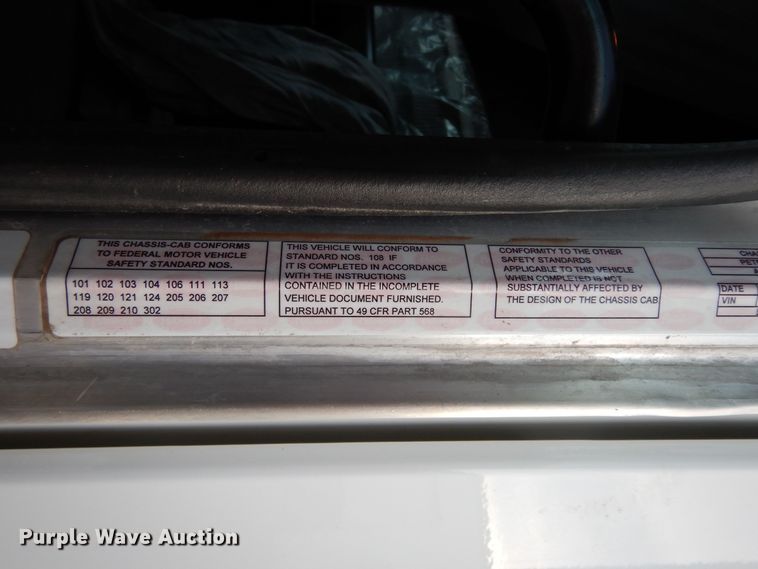 THIS CHASSIS-CAB CONFORMS
TO FEDERAL MOTOR VEHICLE
SAFETY STANDARD NOS.
101 102 103 104 106 111 113
119 120 121 124 205 206 207
208 209 210 302
THIS VEHICLE WILL CONFORM TO
STANDARD NOS. 108 IF
IT IS COMPLETED IN ACCORDANCE
WITH THE INSTRUCTIONS
CONTAINED IN THE INCOMPLETE
VEHICLE DOCUMENT FURNISHED.
PURSUANT TO 49 CFR PART 568
CONFORMITY TO THE OTHER
SAFETY STANDARDS
APPLICABLE TO THIS VEHICLE
WHEN COMPLETED IS NOT
SUBSTANTIALLY AFFECTED BY
THE DESIGN OF THE CHASSIS CAB
CHA
PET
DATE
VIN
Purple Wave Auction